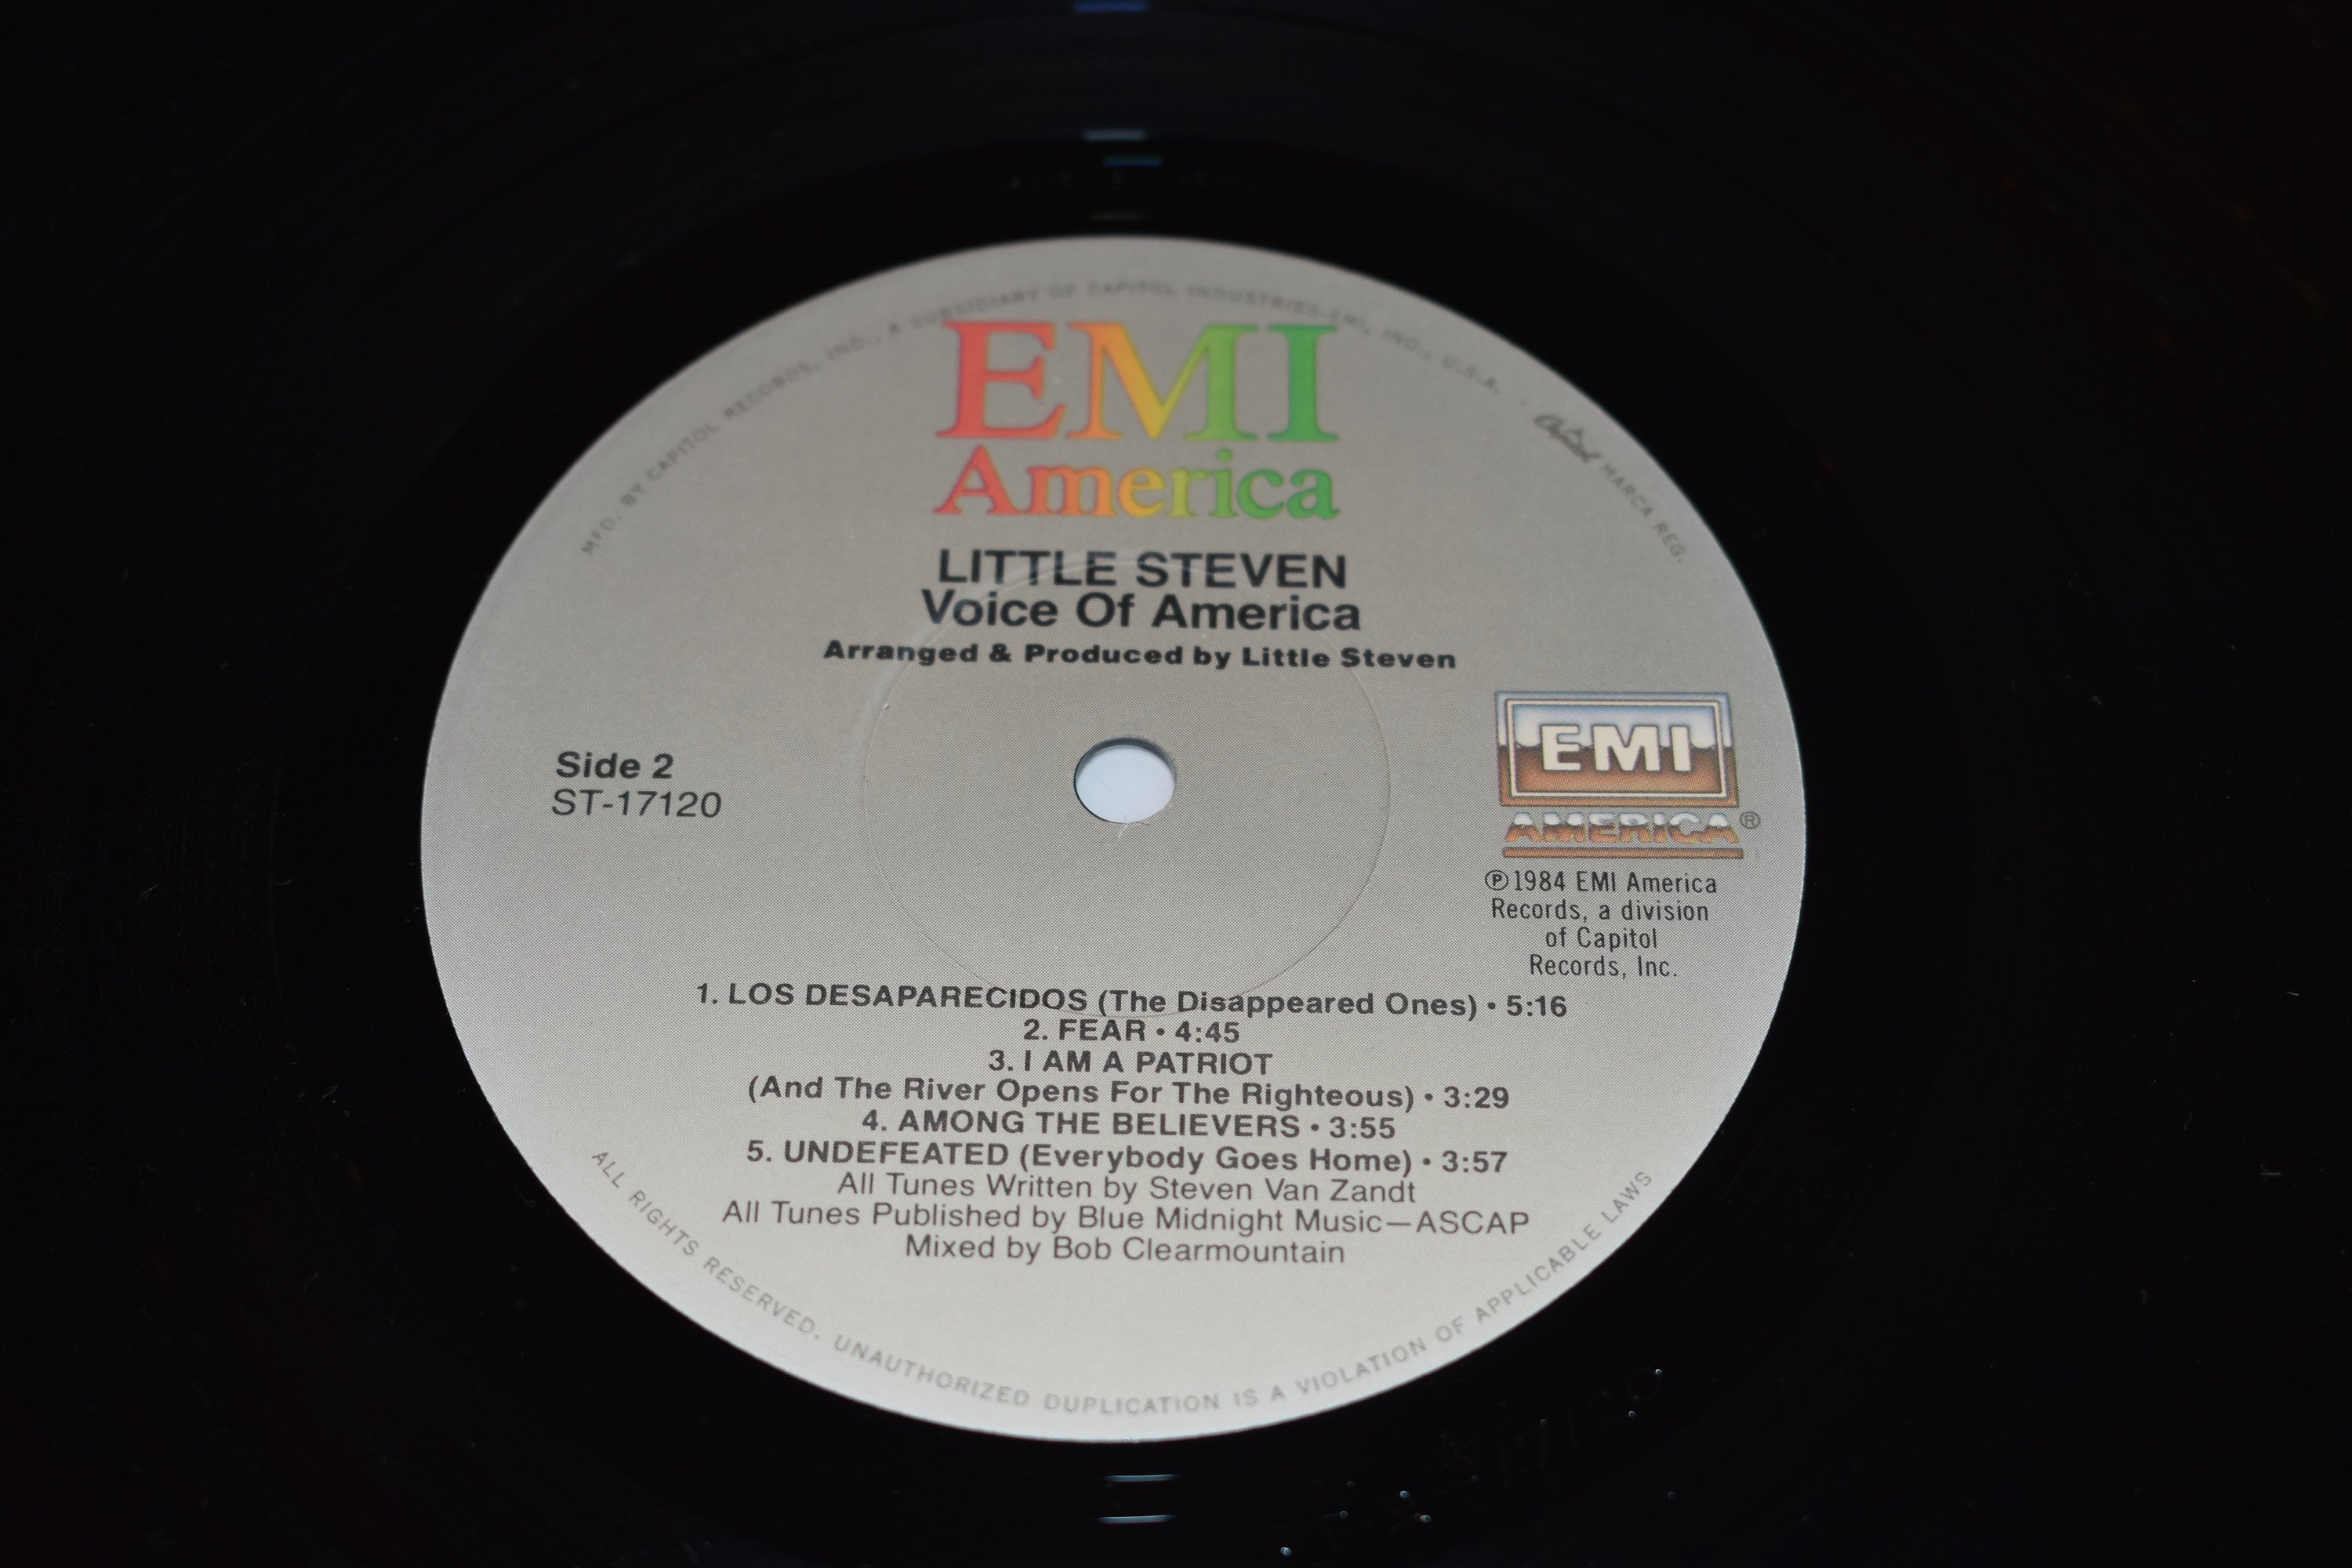 MFD. BY CAPITOL RECORDS, INC., A SUBSIDIARY OF CAPITOL INDUSTRIES-EMI, INC., U.S.A. · Capitol MARCA REG.
EMI
America
LITTLE STEVEN
Voice Of America
Arranged & Produced by Little Steven
Side 2
ST-17120
EMI
AMERICA®
℗1984 EMI America
Records, a division
of Capitol
Records, Inc.
1. LOS DESAPARECIDOS (The Disappeared Ones) • 5:16
2. FEAR • 4:45
3. I AM A PATRIOT
(And The River Opens For The Righteous) • 3:29
4. AMONG THE BELIEVERS • 3:55
5. UNDEFEATED (Everybody Goes Home) • 3:57
All Tunes Written by Steven Van Zandt
All Tunes Published by Blue Midnight Music—ASCAP
Mixed by Bob Clearmountain
ALL RIGHTS RESERVED. UNAUTHORIZED DUPLICATION IS A VIOLATION OF APPLICABLE LAWS